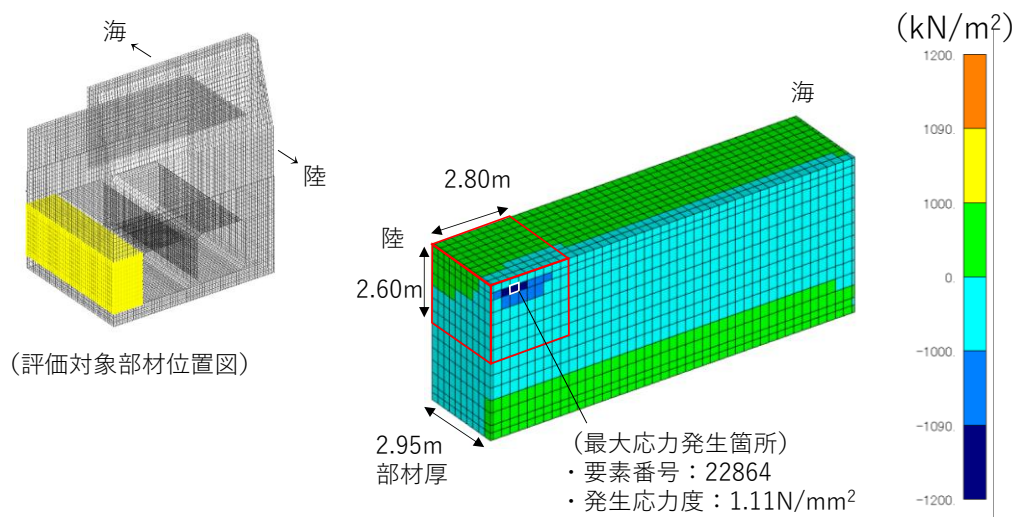 海
陸
（評価対象部材位置図）
海
2.80m
陸
2.60m
2.95m
部材厚
（最大応力発生箇所）
・要素番号：22864
・発生応力度：1.11N/mm²
(kN/m²)
1200.
1090.
1000.
0.
-1000.
-1090.
-1200.